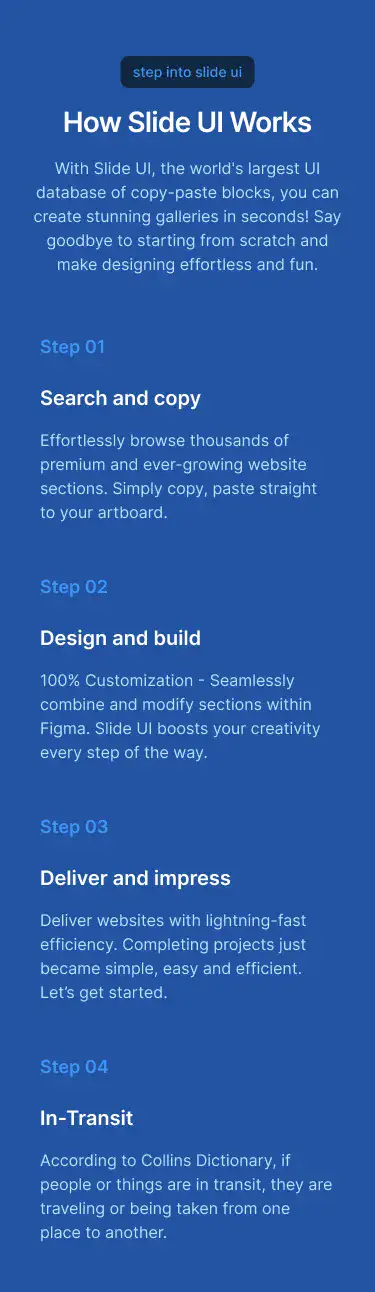 step into slide ui
How Slide UI Works
With Slide UI, the world's largest UI
database of copy-paste blocks, you can
create stunning galleries in seconds! Say
goodbye to starting from scratch and
make designing effortless and fun.
Step 01
Search and copy
Effortlessly browse thousands of
premium and ever-growing website
sections. Simply copy, paste straight
to your artboard.
Step 02
Design and build
100% Customization - Seamlessly
combine and modify sections within
Figma. Slide UI boosts your creativity
every step of the way.
Step 03
Deliver and impress
Deliver websites with lightning-fast
efficiency. Completing projects just
became simple, easy and efficient.
Let’s get started.
Step 04
In-Transit
According to Collins Dictionary, if
people or things are in transit, they are
traveling or being taken from one
place to another.